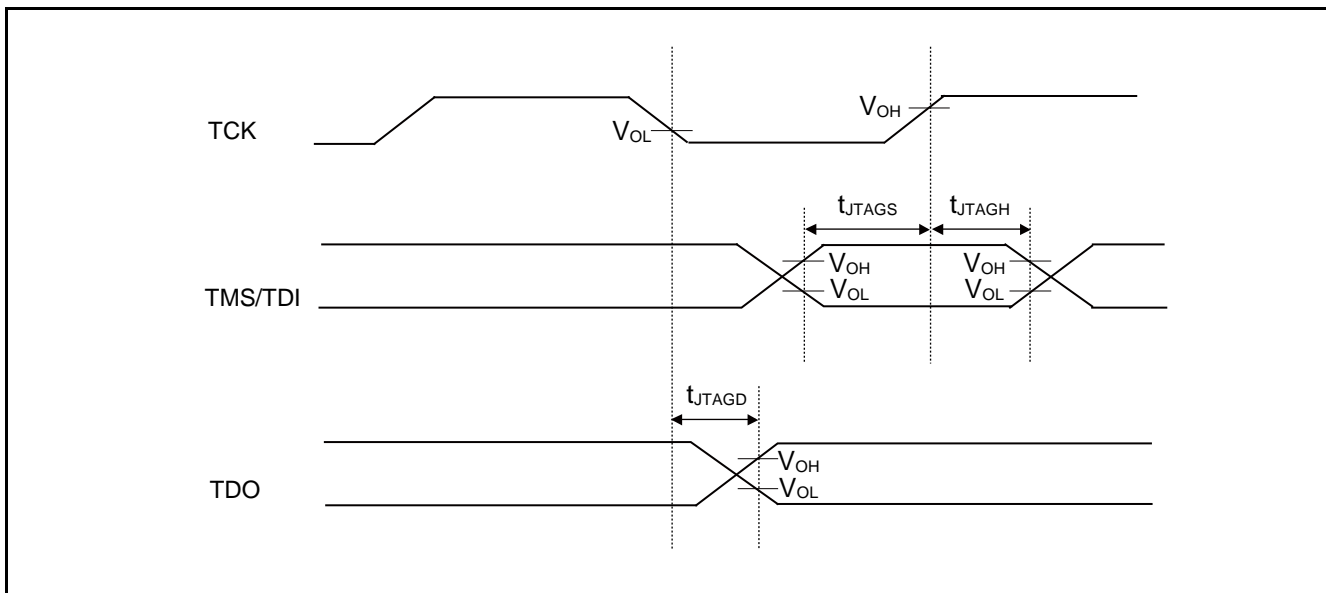 TCK
VOL
VOH
tJTAGS
tJTAGH
TMS/TDI
VOH
VOL
VOH
VOL
tJTAGD
TDO
VOH
VOL